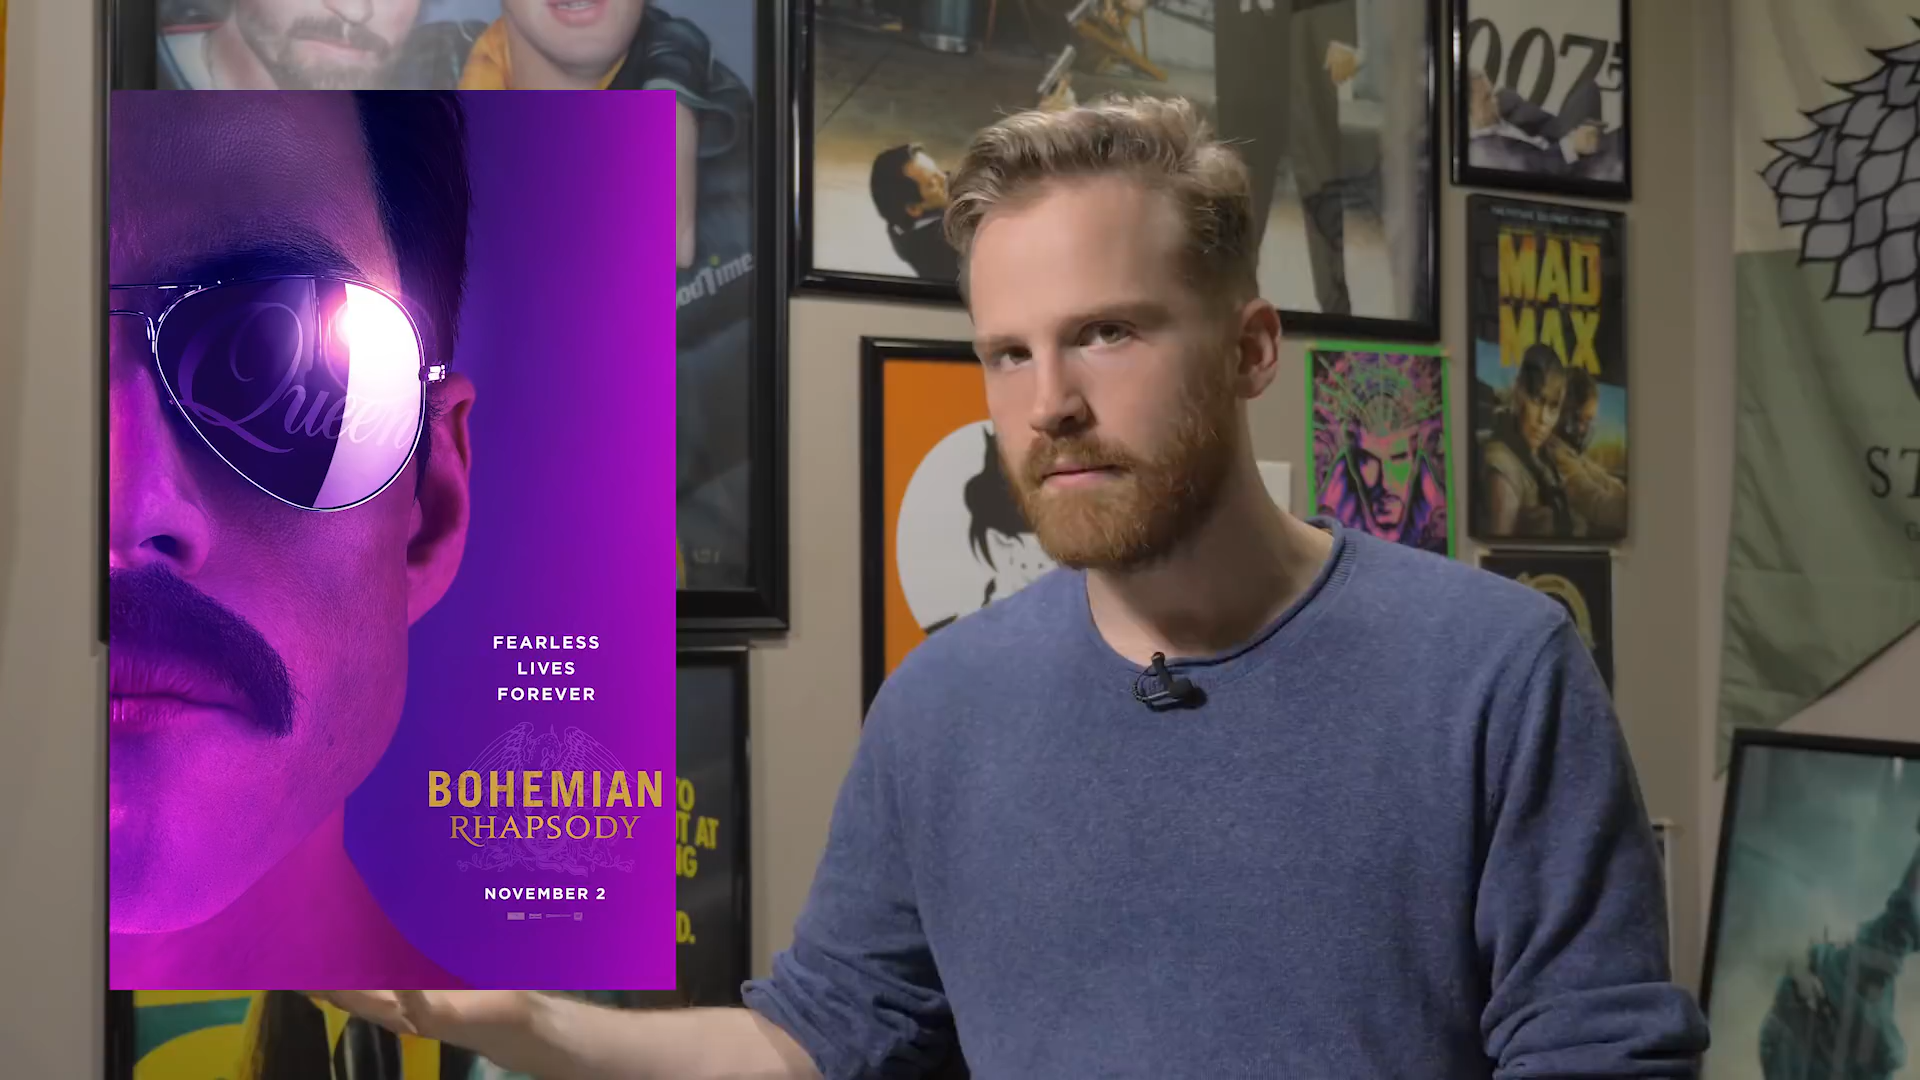 Queen
FEARLESS
LIVES
FOREVER
BOHEMIAN
RHAPSODY
NOVEMBER 2
007
MAD
MAX